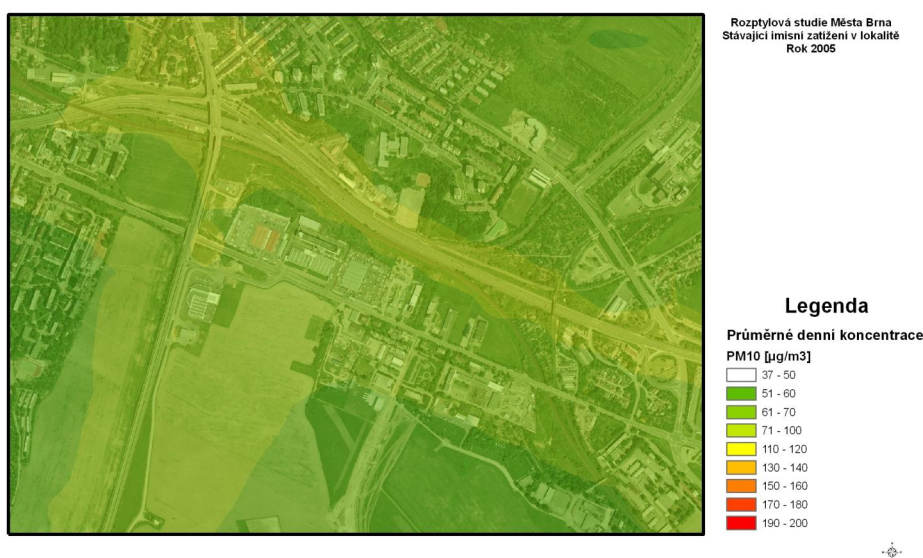 Rozptylová studie Města Brna
Stávající imisní zatížení v lokalitě
Rok 2005
Legenda
Průměrné denní koncentrace
PM10 [µg/m3]
37 - 50
51 - 60
61 - 70
71 - 100
110 - 120
130 - 140
150 - 160
170 - 180
190 - 200